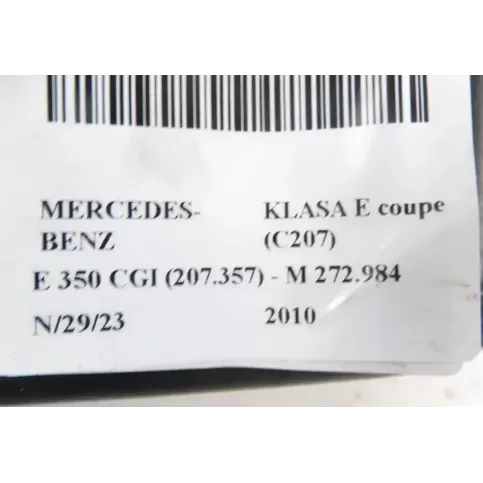 MERCEDES- KLASA E coupe
BENZ (C207)
E 350 CGI (207.357) - M 272.984
N/29/23 2010